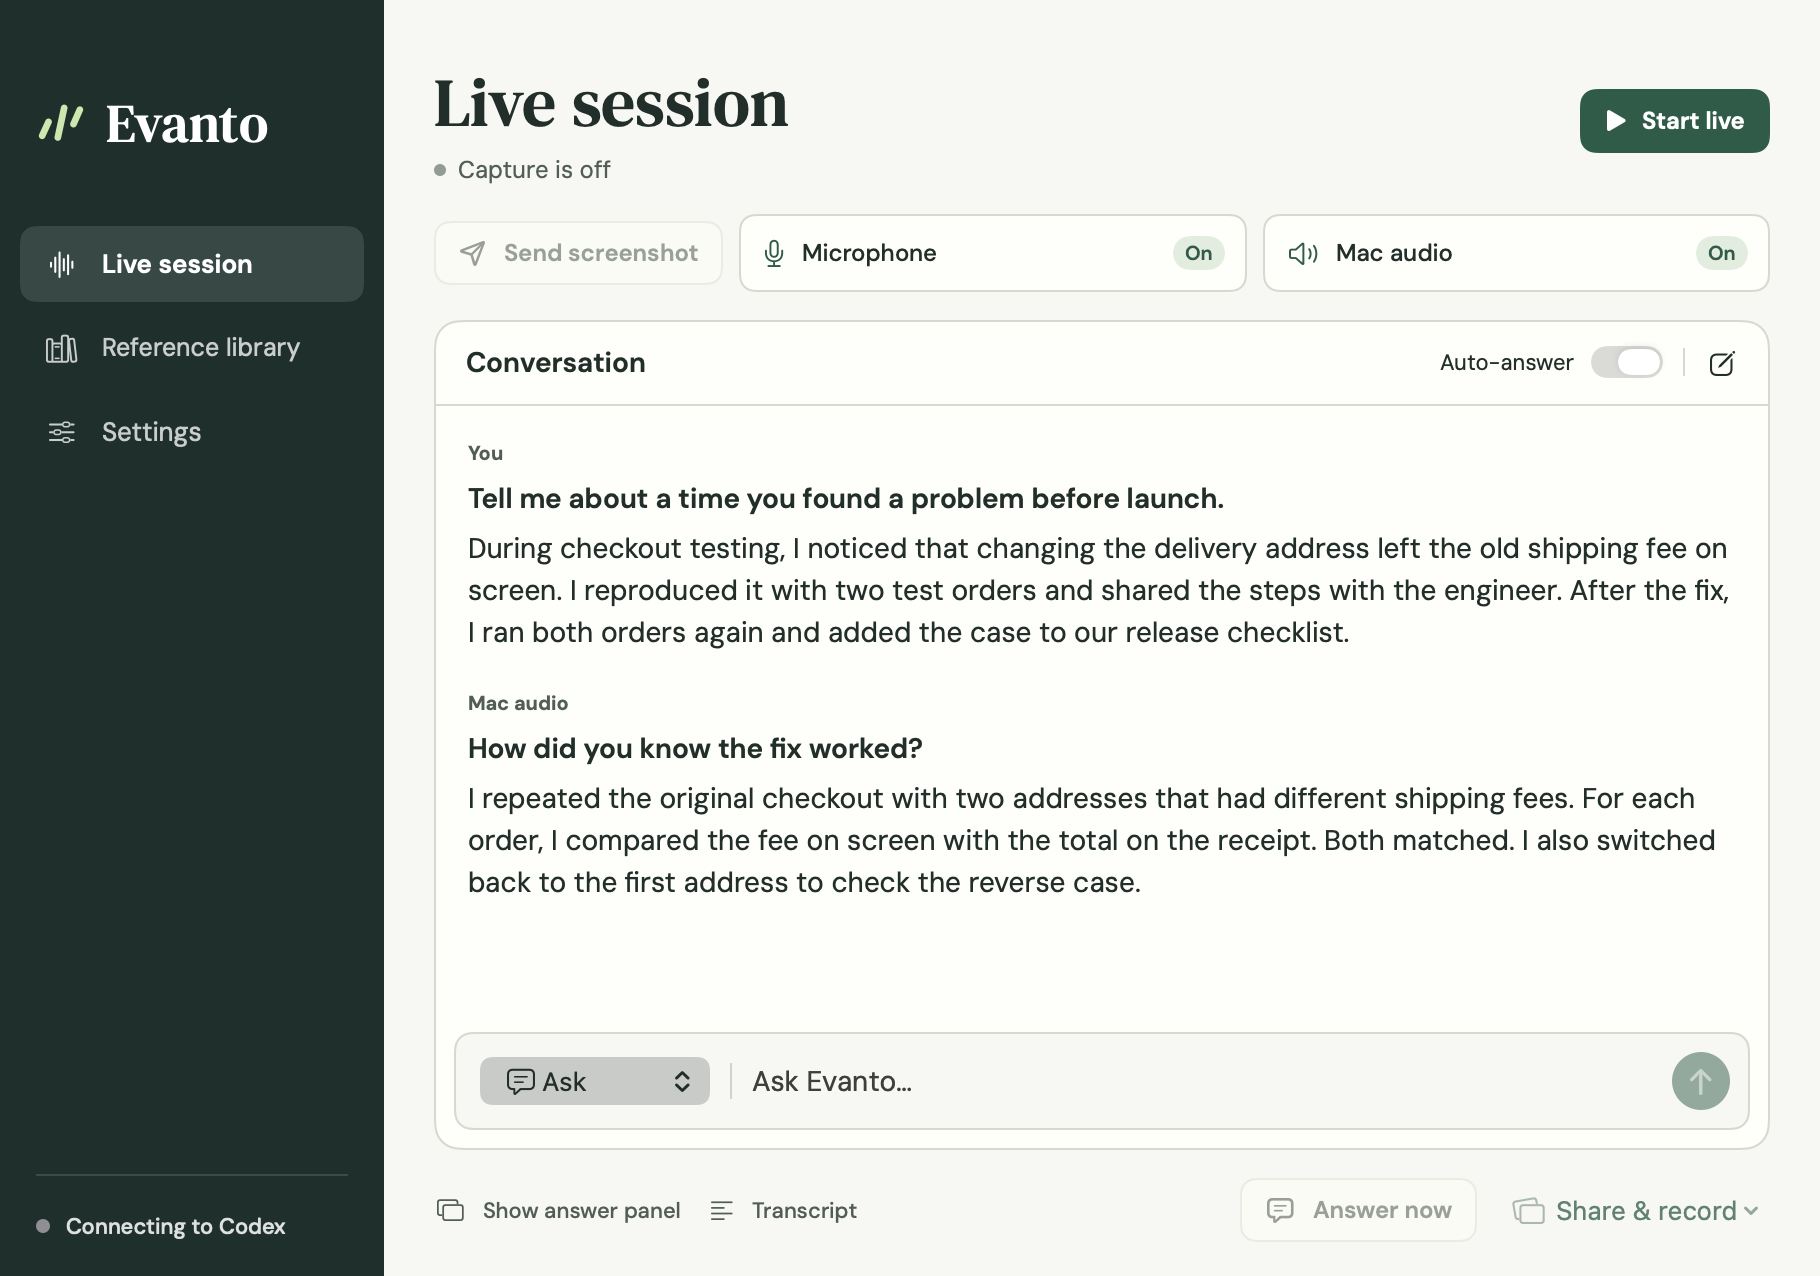 Evanto
Live session
Reference library
Settings
Connecting to Codex
Live session
Capture is off
Start live
Send screenshot
Microphone
On
Mac audio
On
Conversation
Auto-answer
You
Tell me about a time you found a problem before launch.
During checkout testing, I noticed that changing the delivery address left the old shipping fee on
screen. I reproduced it with two test orders and shared the steps with the engineer. After the fix,
I ran both orders again and added the case to our release checklist.
Mac audio
How did you know the fix worked?
I repeated the original checkout with two addresses that had different shipping fees. For each
order, I compared the fee on screen with the total on the receipt. Both matched. I also switched
back to the first address to check the reverse case.
Ask
Ask Evanto...
Show answer panel
Transcript
Answer now
Share & record